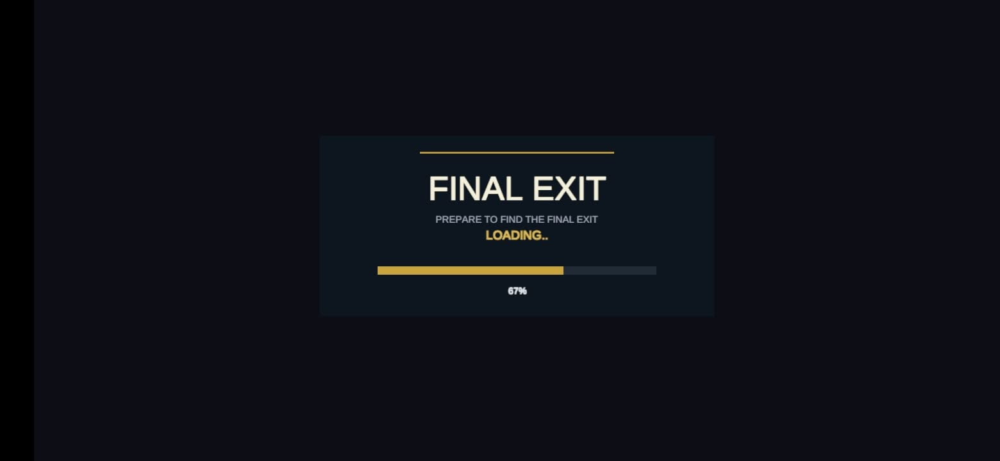 FINAL EXIT
PREPARE TO FIND THE FINAL EXIT
LOADING..
67%